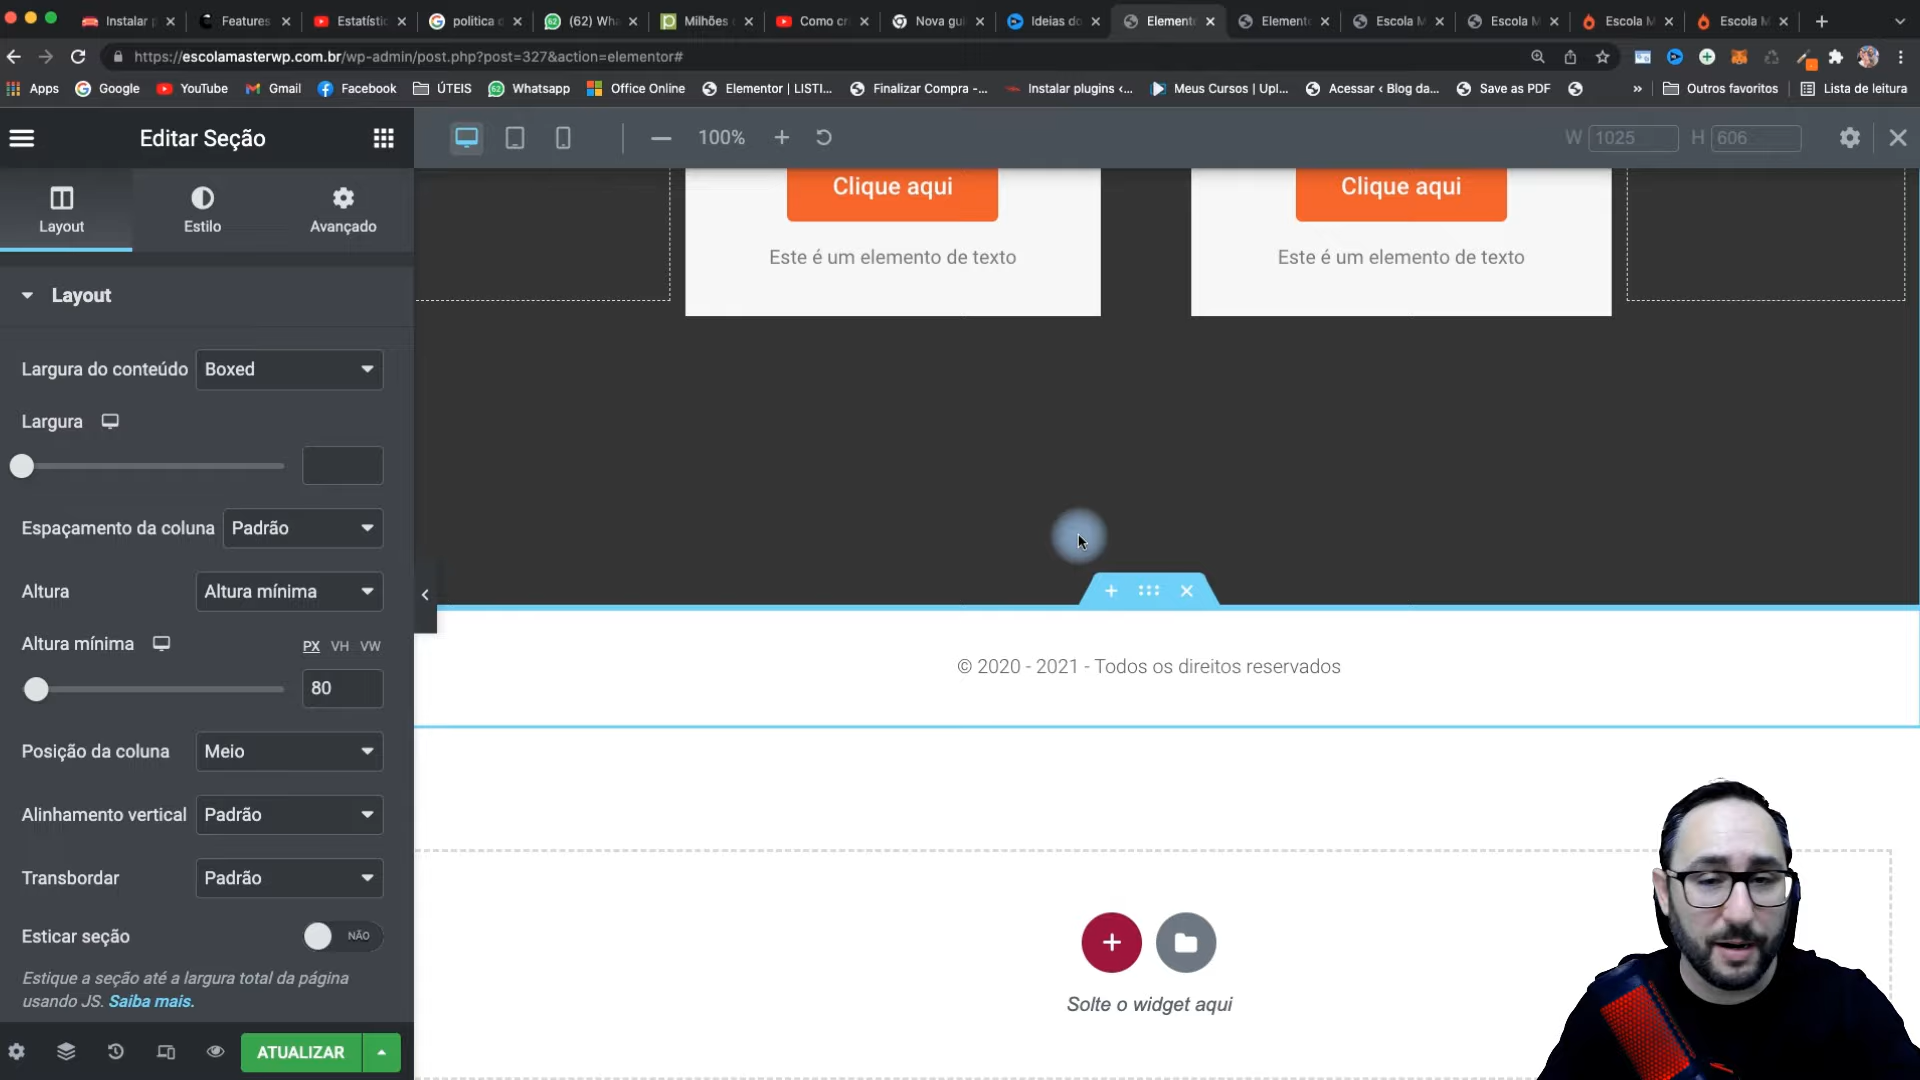 Instalar p
Features
Estatístic
politica d
(62) Wha
Milhões
Como cr
Nova gui
Ideias do
Element
Elemento
Escola M
Escola M
Escola M
Escola M
https://escolamasterwp.com.br/wp-admin/post.php?post=327&action=elementor#
Apps
Google
YouTube
Gmail
Facebook
ÚTEIS
Whatsapp
Office Online
Elementor | LISTI...
Finalizar Compra -...
Instalar plugins ‹...
Meus Cursos | Upl...
Acessar ‹ Blog da...
Save as PDF
»
Outros favoritos
Lista de leitura
Editar Seção
100%
W 1025
H 606
Layout
Estilo
Avançado
Layout
Largura do conteúdo Boxed
Largura
Espaçamento da coluna Padrão
Altura Altura mínima
Altura mínima PX VH VW
80
Posição da coluna Meio
Alinhamento vertical Padrão
Transbordar Padrão
Esticar seção NÃO
Estique a seção até a largura total da página
usando JS. Saiba mais.
ATUALIZAR
Clique aqui
Clique aqui
Este é um elemento de texto
Este é um elemento de texto
© 2020 - 2021 - Todos os direitos reservados
Solte o widget aqui